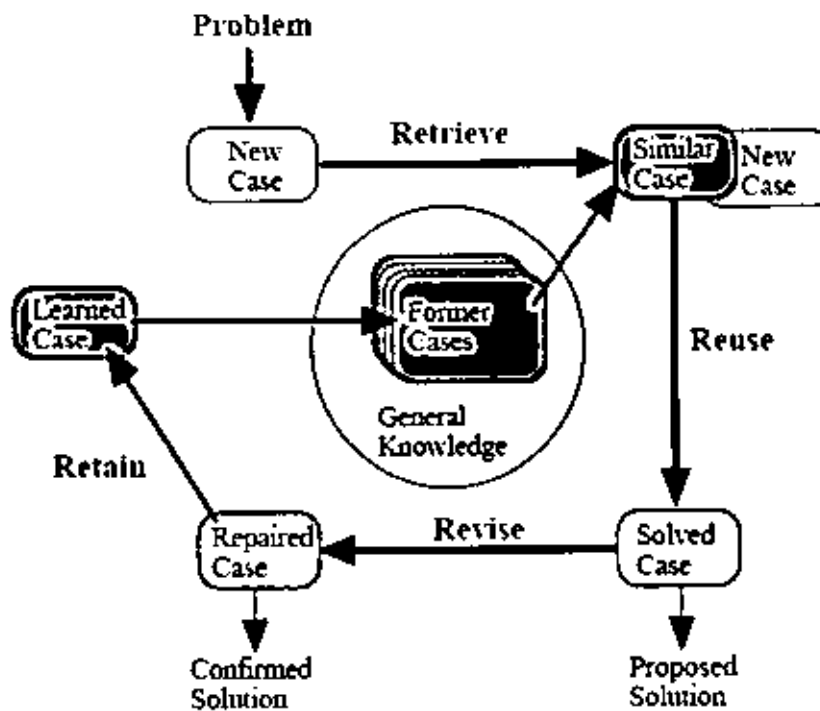 Problem
New
Case
Retrieve
Similar
Case
New
Case
Learned
Case
Former
Cases
Reuse
General
Knowledge
Retain
Repaired
Case
Revise
Solved
Case
Confirmed
Solution
Proposed
Solution